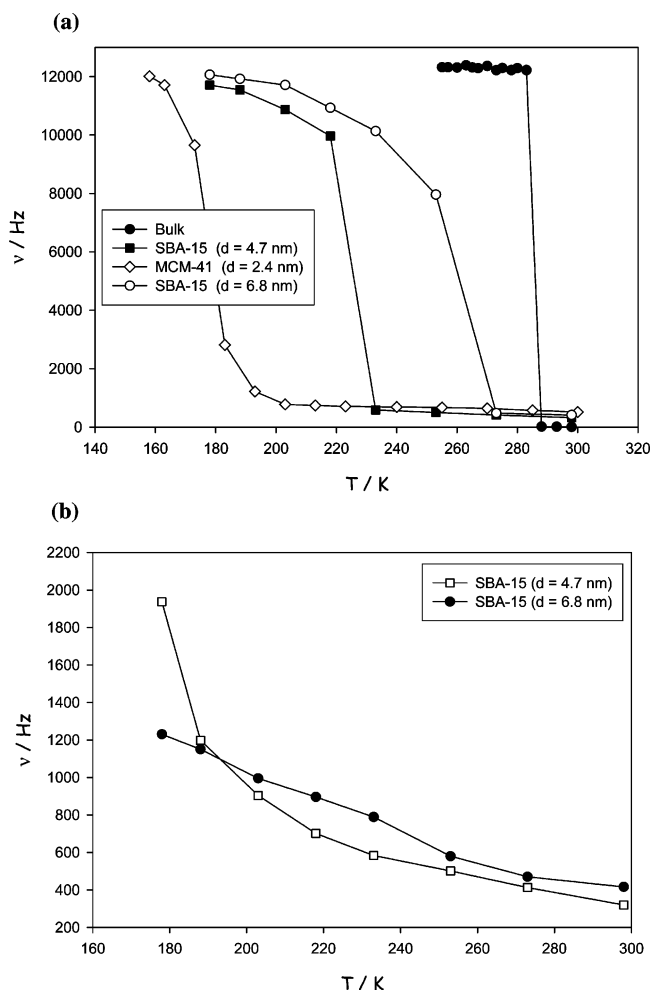 (a)
12000
10000
8000
6000
4000
2000
0
ν / Hz
Bulk
SBA-15 (d = 4.7 nm)
MCM-41 (d = 2.4 nm)
SBA-15 (d = 6.8 nm)
140 160 180 200 220 240 260 280 300 320
T / K
(b)
2200
2000
1800
1600
1400
1200
1000
800
600
400
200
ν / Hz
SBA-15 (d = 4.7 nm)
SBA-15 (d = 6.8 nm)
160 180 200 220 240 260 280 300
T / K